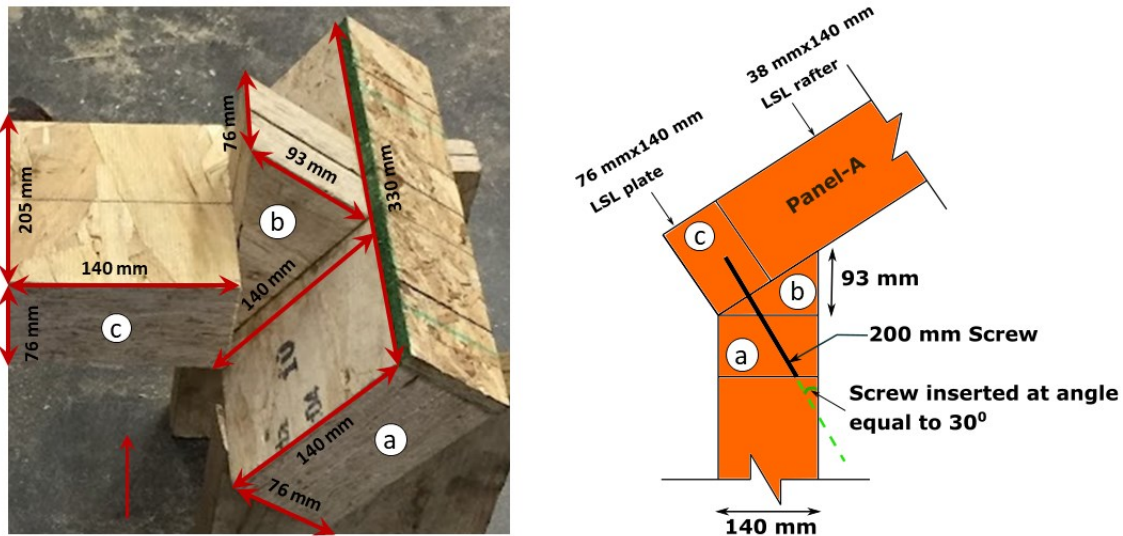 76 mm
93 mm
330 mm
205 mm
b
140 mm
140 mm
c
76 mm
a
140 mm
76 mm
38 mmx140 mm
LSL rafter
76 mmx140 mm
LSL plate
Panel-A
c
b
93 mm
a
200 mm Screw
Screw inserted at angle
equal to 30⁰
140 mm